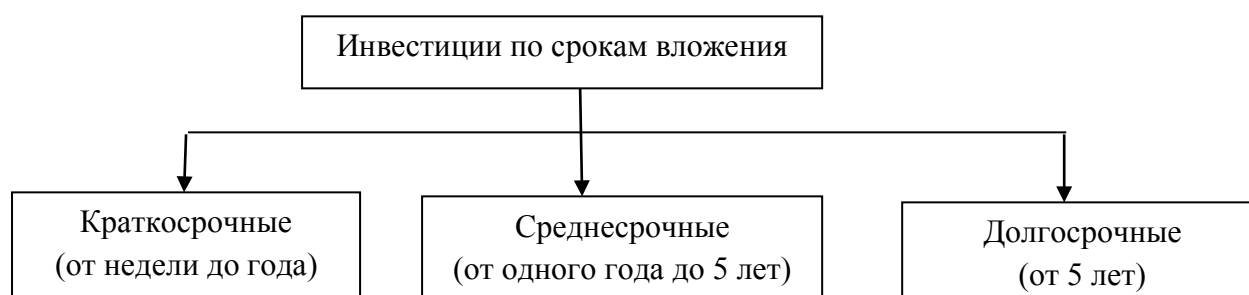 Инвестиции по срокам вложения
Краткосрочные
(от недели до года)
Среднесрочные
(от одного года до 5 лет)
Долгосрочные
(от 5 лет)